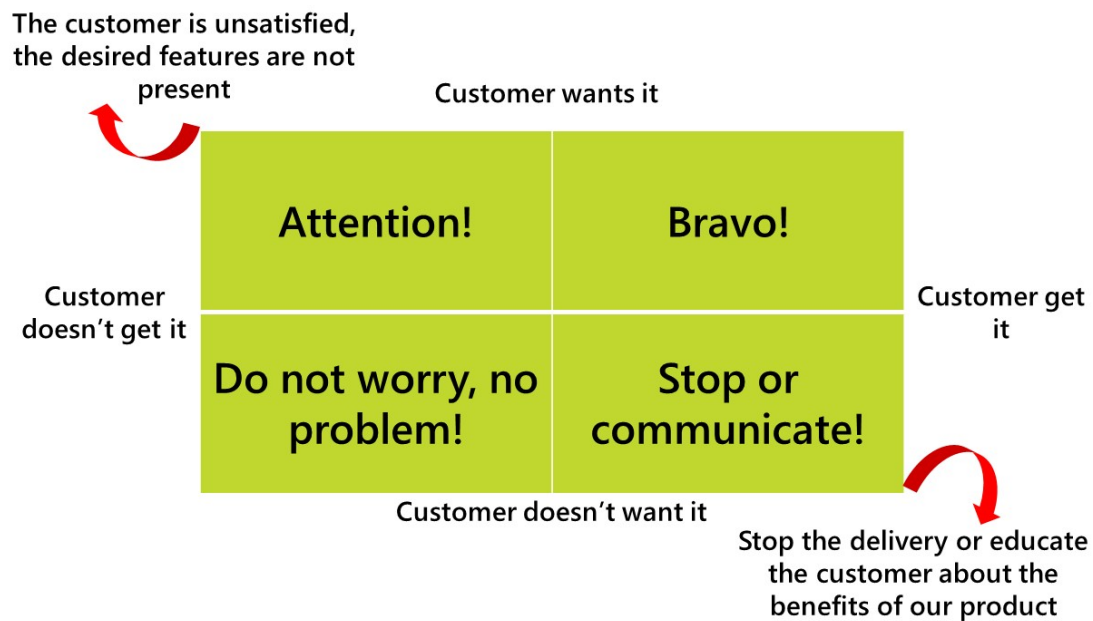 The customer is unsatisfied,
the desired features are not
present
Customer wants it
Attention!
Bravo!
Customer
doesn't get it
Customer get
it
Do not worry, no
problem!
Stop or
communicate!
Customer doesn't want it
Stop the delivery or educate
the customer about the
benefits of our product